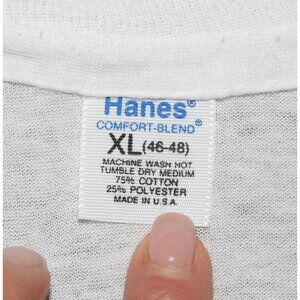 Hanes®
COMFORT-BLEND®
XL (46-48)
MACHINE WASH HOT
TUMBLE DRY MEDIUM
75% COTTON
25% POLYESTER
MADE IN U.S.A.